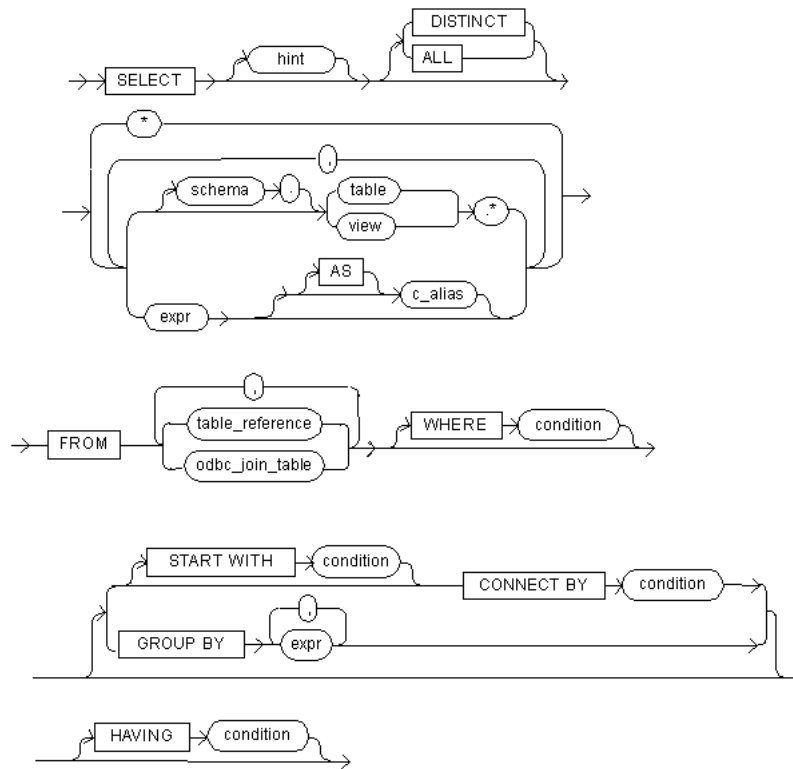 DISTINCT
SELECT hint ALL
*
,
schema . table .*
view
AS
expr c_alias
,
FROM table_reference WHERE condition
odbc_join_table
START WITH condition CONNECT BY condition
,
GROUP BY expr
HAVING condition